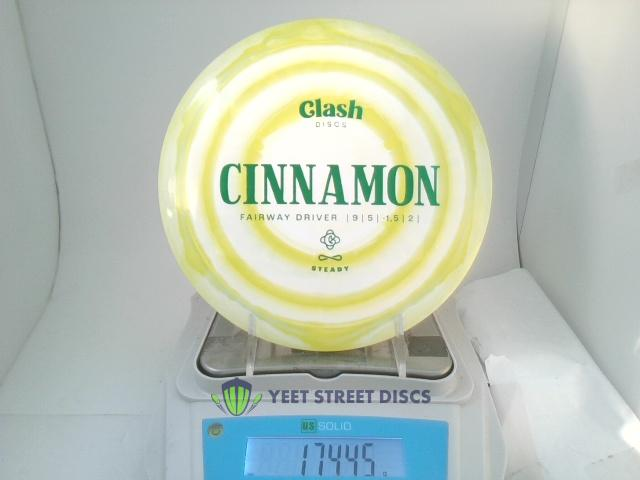 Clash
DISCS
CINNAMON
FAIRWAY DRIVER | 9 | 5 | -1,5 | 2 |
STEADY
YEET STREET DISCS
US SOLID
174.45 g